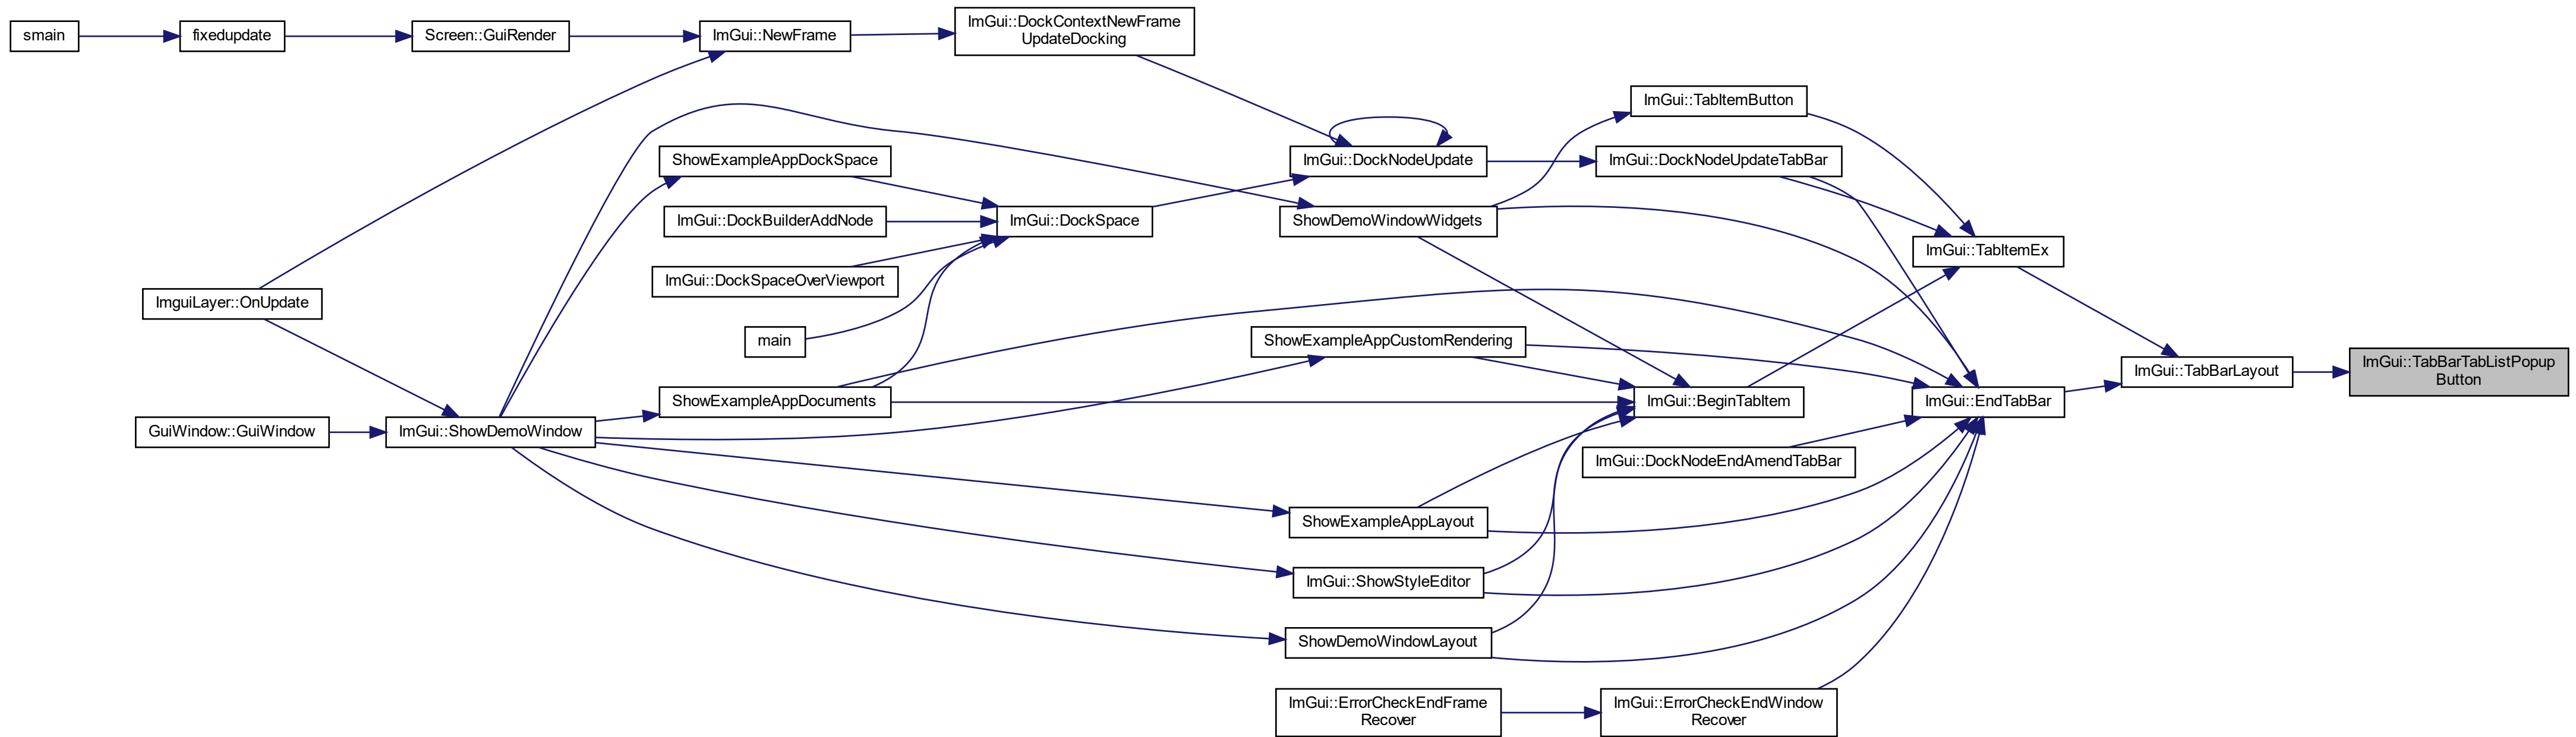 smain
fixedupdate
Screen::GuiRender
ImGui::NewFrame
ImGui::DockContextNewFrame
UpdateDocking
ImGui::TabItemButton
ShowExampleAppDockSpace
ImGui::DockNodeUpdate
ImGui::DockNodeUpdateTabBar
ImGui::DockBuilderAddNode
ImGui::DockSpace
ShowDemoWindowWidgets
ImGui::TabItemEx
ImGui::DockSpaceOverViewport
ImguiLayer::OnUpdate
main
ShowExampleAppCustomRendering
ImGui::TabBarLayout
ImGui::TabBarTabListPopup
Button
ShowExampleAppDocuments
ImGui::BeginTabItem
ImGui::EndTabBar
GuiWindow::GuiWindow
ImGui::ShowDemoWindow
ImGui::DockNodeEndAmendTabBar
ShowExampleAppLayout
ImGui::ShowStyleEditor
ShowDemoWindowLayout
ImGui::ErrorCheckEndFrame
Recover
ImGui::ErrorCheckEndWindow
Recover